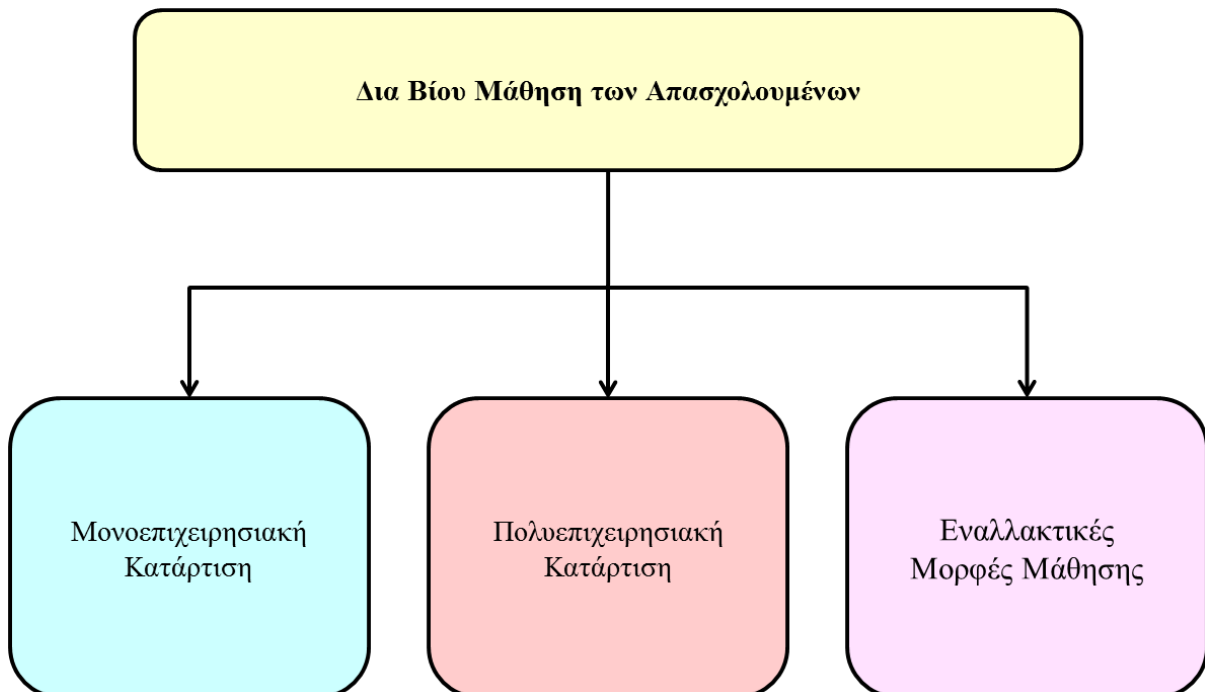 Δια Βίου Μάθηση των Απασχολουμένων
Μονοεπιχειρησιακή
Κατάρτιση
Πολυεπιχειρησιακή
Κατάρτιση
Εναλλακτικές
Μορφές Μάθησης